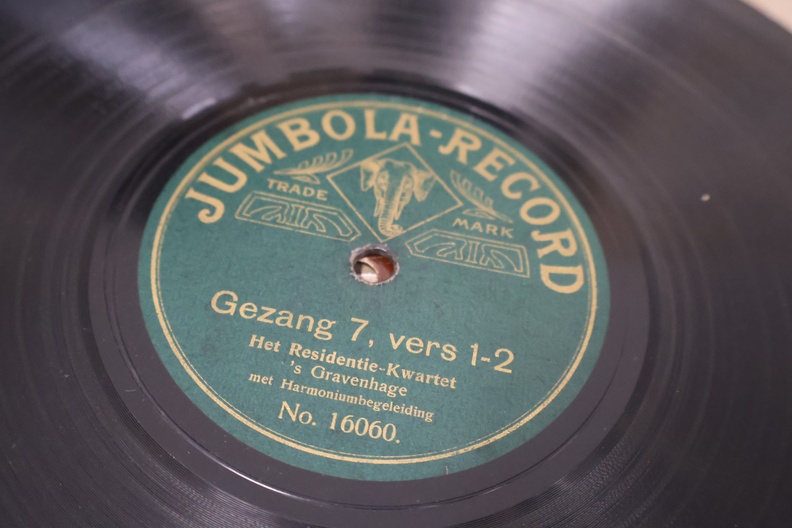 JUMBOLA-RECORD
TRADE MARK
Gezang 7, vers 1-2
Het Residentie-Kwartet
's Gravenhage
met Harmoniumbegeleiding
No. 16060.